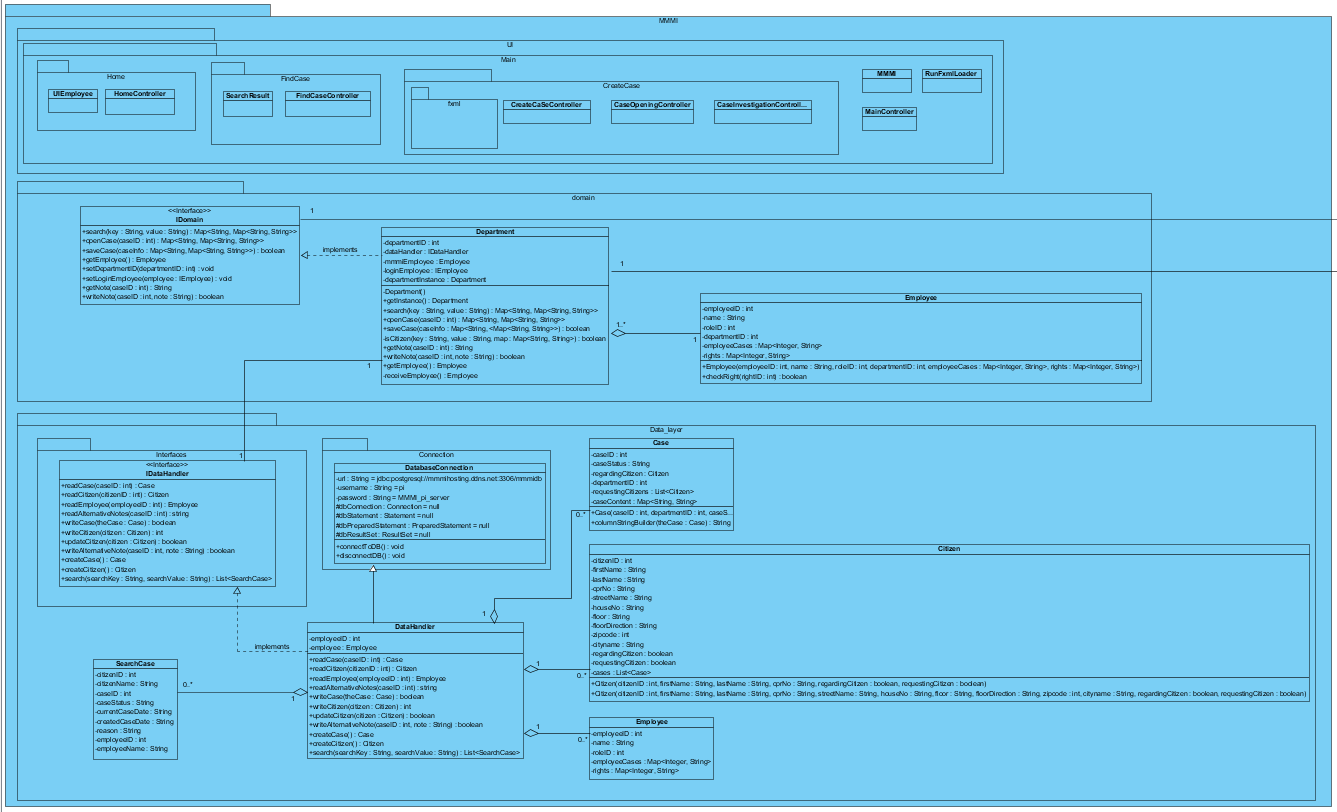 MMMI
UI
Main
Home
UIEmployee
HomeController
FindCase
SearchResult
FindCaseController
CreateCase
fxml
CreateCaSeController
CaseOpeningController
CaseInvestigationControll...
MMMI
RunFxmlLoader
MainController
domain
<<Interface>>
IDomain
+search(key : String, value : String) : Map<String, Map<String, String>>
+openCase(caseID : int) : Map<String, Map<String, String>>
+saveCase(caseInfo : Map<String, Map<String, String>>) : boolean
+getEmployee() : Employee
+setDepartmentID(departmentID : int) : void
+setLoginEmployee(employee : IEmployee) : void
+getNote(caseID : int) : String
+writeNote(caseID : int, note : String) : boolean
1
implements
Department
-departmentID : int
-dataHandler : IDataHandler
-mmmiEmployee : Employee
-loginEmployee : IEmployee
-departmentInstance : Department
-Department()
+getInstance() : Department
+search(key : String, value : String) : Map<String, Map<String, String>>
+openCase(caseID : int) : Map<String, Map<String, String>>
+saveCase(caseInfo : Map<String, <Map<String, String>>) : boolean
-isCitizen(key : String, value : String, map : Map<String, String>) : boolean
+getNote(caseID : int) : String
+writeNote(caseID : int, note : String) : boolean
+getEmployee() : Employee
-receiveEmployee() : Employee
1
1..*
1
1
Employee
-employeeID : int
-name : String
-roleID : int
-departmentID : int
-employeeCases : Map<Integer, String>
-rights : Map<Integer, String>
+Employee(employeeID : int, name : String, roleID : int, departmentID : int, employeeCases : Map<Integer, String>, rights : Map<Integer, String>)
+checkRight(rightID : int) : boolean
Data_layer
Interfaces
1
<<Interface>>
IDataHandler
+readCase(caseID : int) : Case
+readCitizen(citizenID : int) : Citizen
+readEmployee(employeeID : int) : Employee
+readAlternativeNotes(caseID : int) : string
+writeCase(theCase : Case) : boolean
+writeCitizen(citizen : Citizen) : int
+updateCitizen(citizen : Citizen) : boolean
+writeAlternativeNote(caseID : int, note : String) : boolean
+createCase() : Case
+createCitizen() : Citizen
+search(searchKey : String, searchValue : String) : List<SearchCase>
Connection
DatabaseConnection
-url : String = jdbc:postgresql://mmmihosting.ddns.net:3306/mmmidb
-username : String = pi
-password : String = MMMI_pi_server
#dbConnection : Connection = null
#dbStatement : Statement = null
#dbPreparedStatement : PreparedStatement = null
#dbResultSet : ResultSet = null
+connectToDB() : void
+disconnectDB() : void
Case
-caseID : int
-caseStatus : String
-regardingCitizen : Citizen
-departmentID : int
-requestingCitizens : List<Citizen>
-caseContent : Map<String, String>
+Case(caseID : int, departmentID : int, caseS...
+columnStringBuilder(theCase : Case) : String
0..*
1
Citizen
-citizenID : int
-firstName : String
-lastName : String
-cprNo : String
-streetName : String
-houseNo : String
-floor : String
-floorDirection : String
-zipcode : int
-cityname : String
-regardingCitizen : boolean
-requestingCitizen : boolean
-cases : List<Case>
+Citizen(citizenID : int, firstName : String, lastName : String, cprNo : String, regardingCitizen : boolean, requestingCitizen : boolean)
+Citizen(citizenID : int, firstName : String, lastName : String, cprNo : String, streetName : String, houseNo : String, floor : String, floorDirection : String, zipcode : int, cityname : String, regardingCitizen : boolean, requestingCitizen : boolean)
implements
DataHandler
-employeeID : int
-employee : Employee
+readCase(caseID : int) : Case
+readCitizen(citizenID : int) : Citizen
+readEmployee(employeeID : int) : Employee
+readAlternativeNotes(caseID : int) : string
+writeCase(theCase : Case) : boolean
+writeCitizen(citizen : Citizen) : int
+updateCitizen(citizen : Citizen) : boolean
+writeAlternativeNote(caseID : int, note : String) : boolean
+createCase() : Case
+createCitizen() : Citizen
+search(searchKey : String, searchValue : String) : List<SearchCase>
1
0..*
1
0..*
SearchCase
-citizenID : int
-citizenName : String
-caseID : int
-caseStatus : String
-currentCaseDate : String
-createdCaseDate : String
-reason : String
-employeeID : int
-employeeName : String
0..*
1
Employee
-employeeID : int
-name : String
-roleID : int
-employeeCases : Map<Integer, String>
-rights : Map<Integer, String>